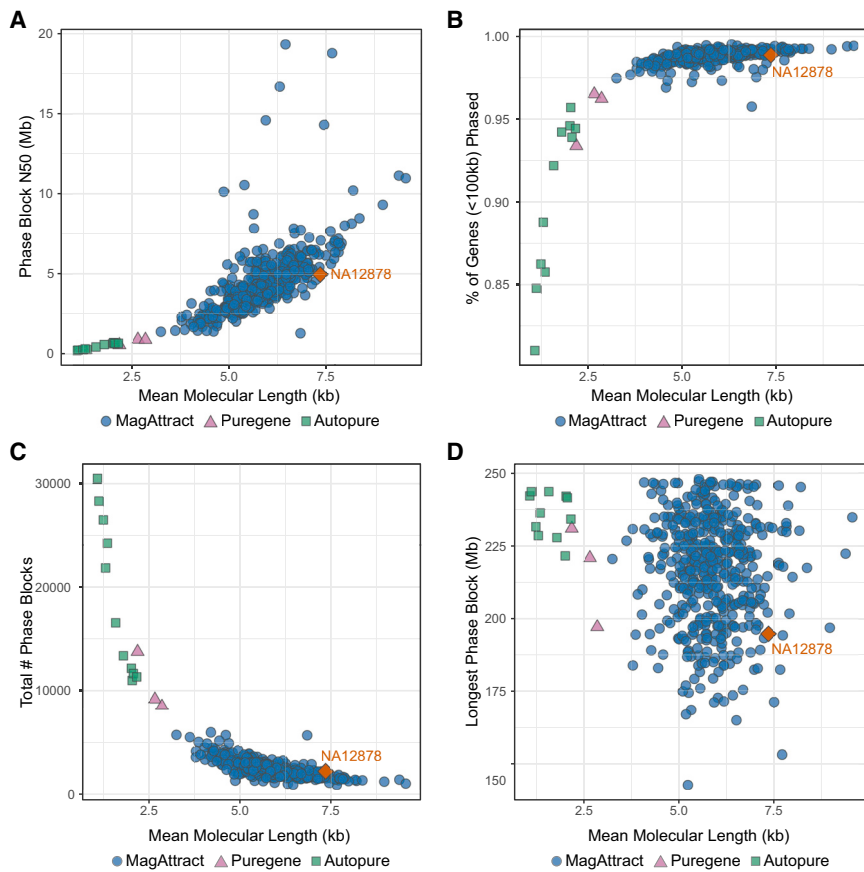 A
Phase Block N50 (Mb)
20
15
10
5
0
NA12878
2.5 5.0 7.5
Mean Molecular Length (kb)
MagAttract Puregene Autopure
B
% of Genes (<100kb) Phased
1.00
0.95
0.90
0.85
NA12878
2.5 5.0 7.5
Mean Molecular Length (kb)
MagAttract Puregene Autopure
C
Total # Phase Blocks
30000
20000
10000
0
NA12878
2.5 5.0 7.5
Mean Molecular Length (kb)
MagAttract Puregene Autopure
D
Longest Phase Block (Mb)
250
225
200
175
150
NA12878
2.5 5.0 7.5
Mean Molecular Length (kb)
MagAttract Puregene Autopure